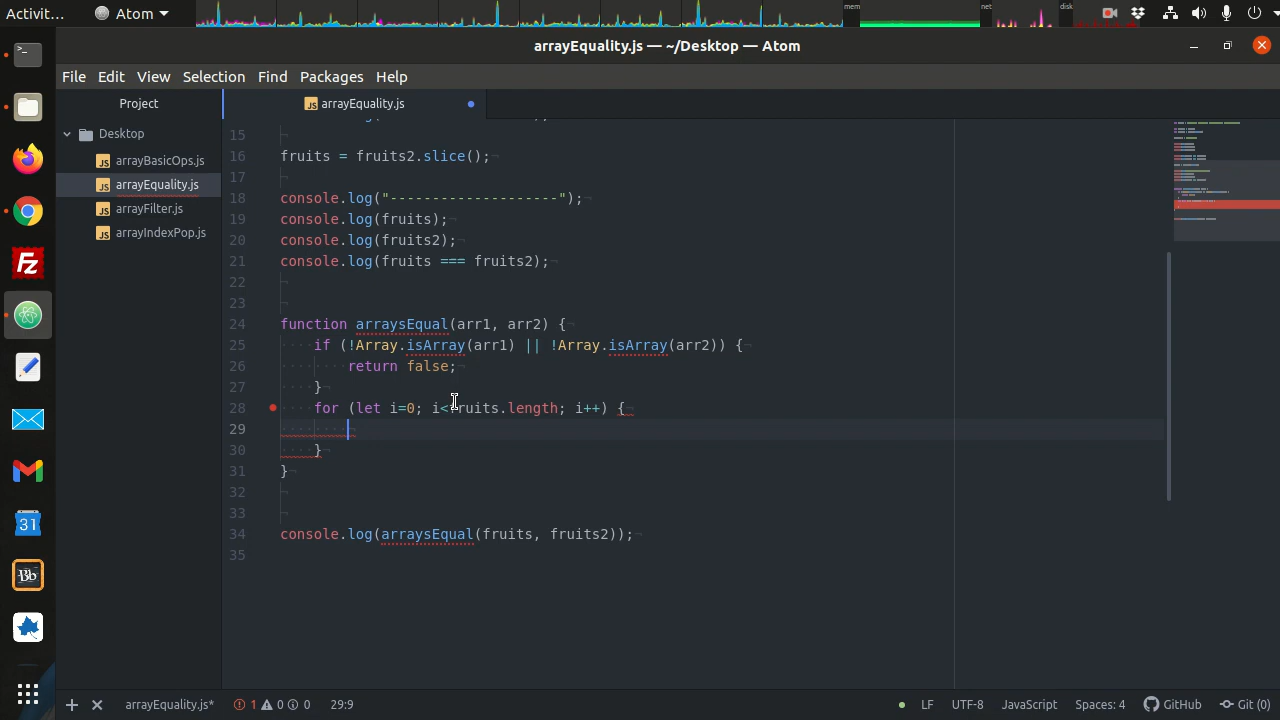 Activit...
Atom
mem
net
disk
arrayEquality.js — ~/Desktop — Atom
File Edit View Selection Find Packages Help
Project
arrayEquality.js
Desktop
arrayBasicOps.js
arrayEquality.js
arrayFilter.js
arrayIndexPop.js
15
16 fruits = fruits2.slice();
17
18 console.log("--------------------");
19 console.log(fruits);
20 console.log(fruits2);
21 console.log(fruits === fruits2);
22
23
24 function arraysEqual(arr1, arr2) {
25 if (!Array.isArray(arr1) || !Array.isArray(arr2)) {
26 return false;
27 }
28 for (let i=0; i<fruits.length; i++) {
29
30 }
31 }
32
33
34 console.log(arraysEqual(fruits, fruits2));
35
31
Bb
arrayEquality.js* 1 0 0 29:9
LF UTF-8 JavaScript Spaces: 4 GitHub Git (0)